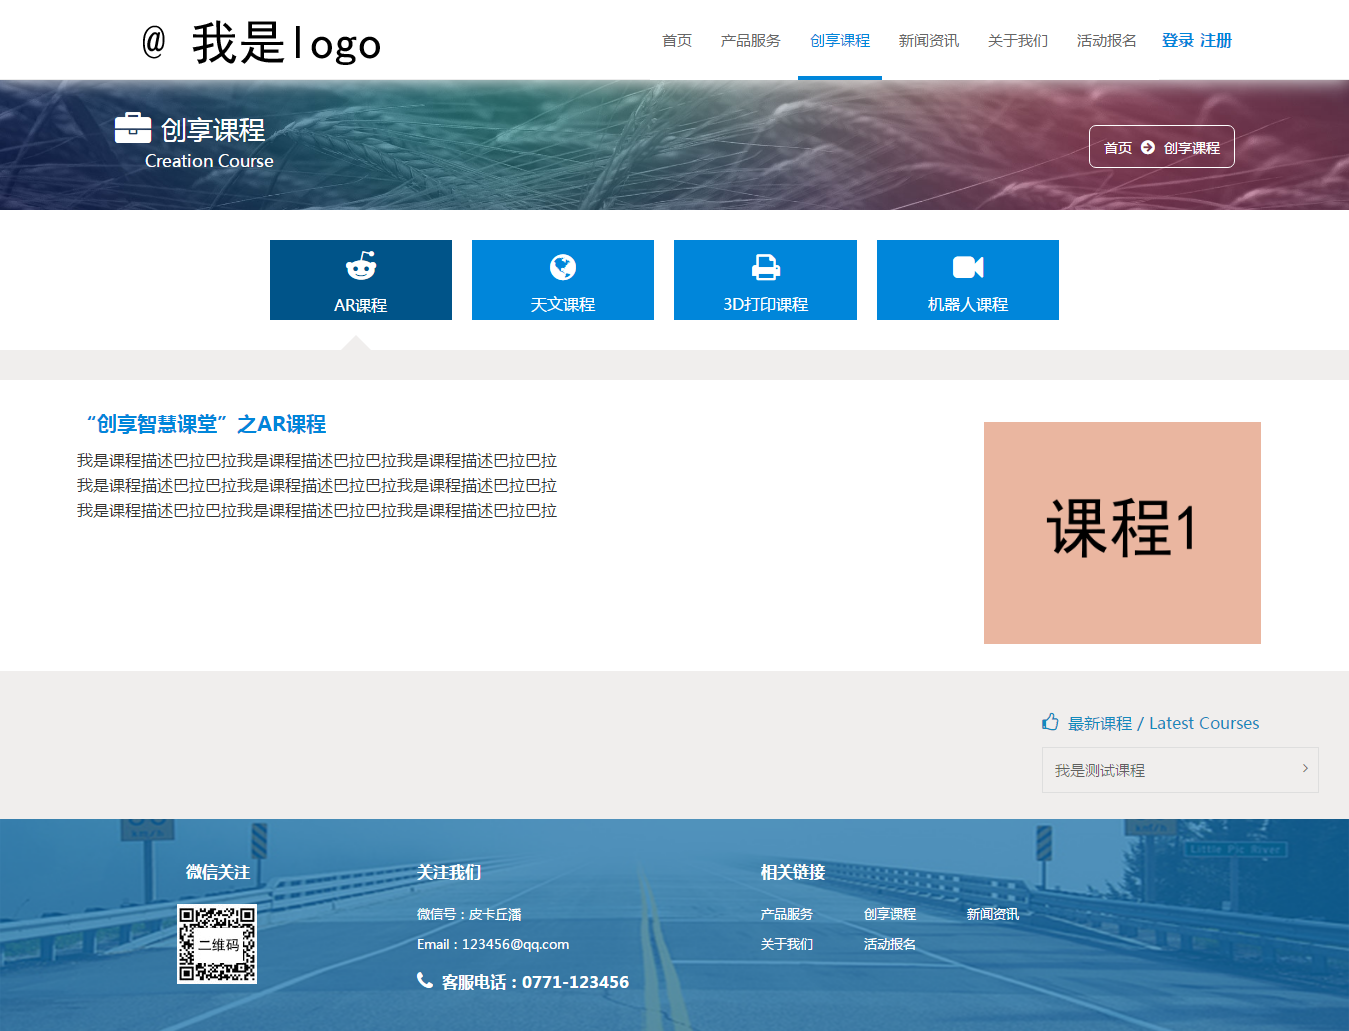 @ 我是logo
首页 产品服务 创享课程 新闻资讯 关于我们 活动报名 登录 注册
创享课程
Creation Course
首页 创享课程
AR课程 天文课程 3D打印课程 机器人课程
“创享智慧课堂”之AR课程
我是课程描述巴拉巴拉我是课程描述巴拉巴拉我是课程描述巴拉巴拉
我是课程描述巴拉巴拉我是课程描述巴拉巴拉我是课程描述巴拉巴拉
我是课程描述巴拉巴拉我是课程描述巴拉巴拉我是课程描述巴拉巴拉
课程1
最新课程 / Latest Courses
我是测试课程
km/h
km/h
Little Pic River
微信关注
二维码
关注我们
微信号：皮卡丘潘
Email : 123456@qq.com
客服电话：0771-123456
相关链接
产品服务 创享课程 新闻资讯
关于我们 活动报名